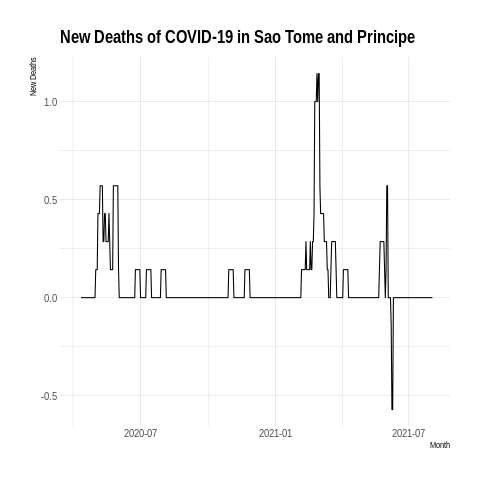 New Deaths of COVID-19 in Sao Tome and Principe
New Deaths
1.0
0.5
0.0
-0.5
2020-07
2021-01
2021-07
Month